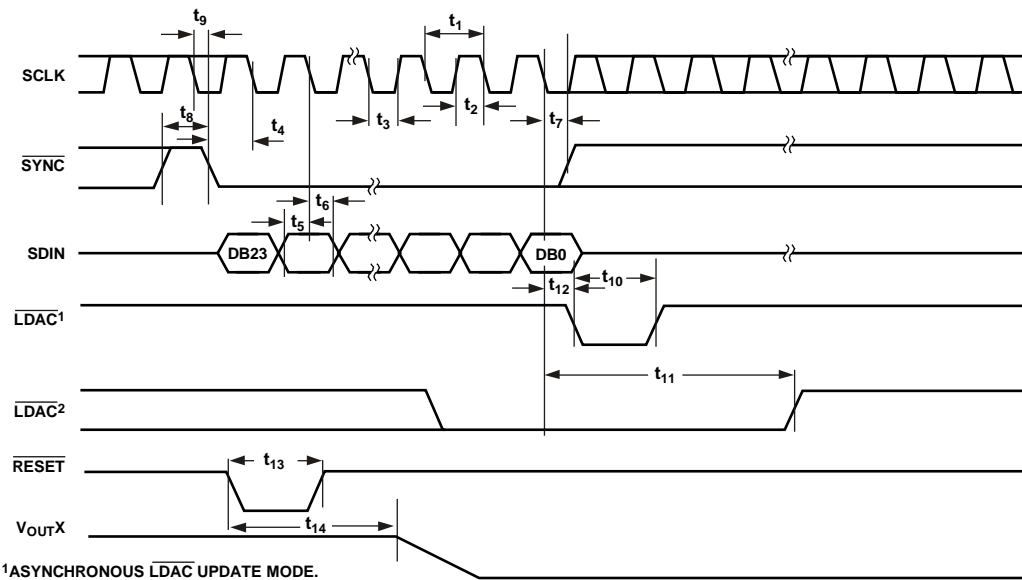 t9
t1
SCLK
t8
t4
t3
t2
t7
SYNC
t6
t5
SDIN
DB23
DB0
t12
t10
LDAC1
t11
LDAC2
RESET
t13
VOUTX
t14
1ASYNCHRONOUS LDAC UPDATE MODE.